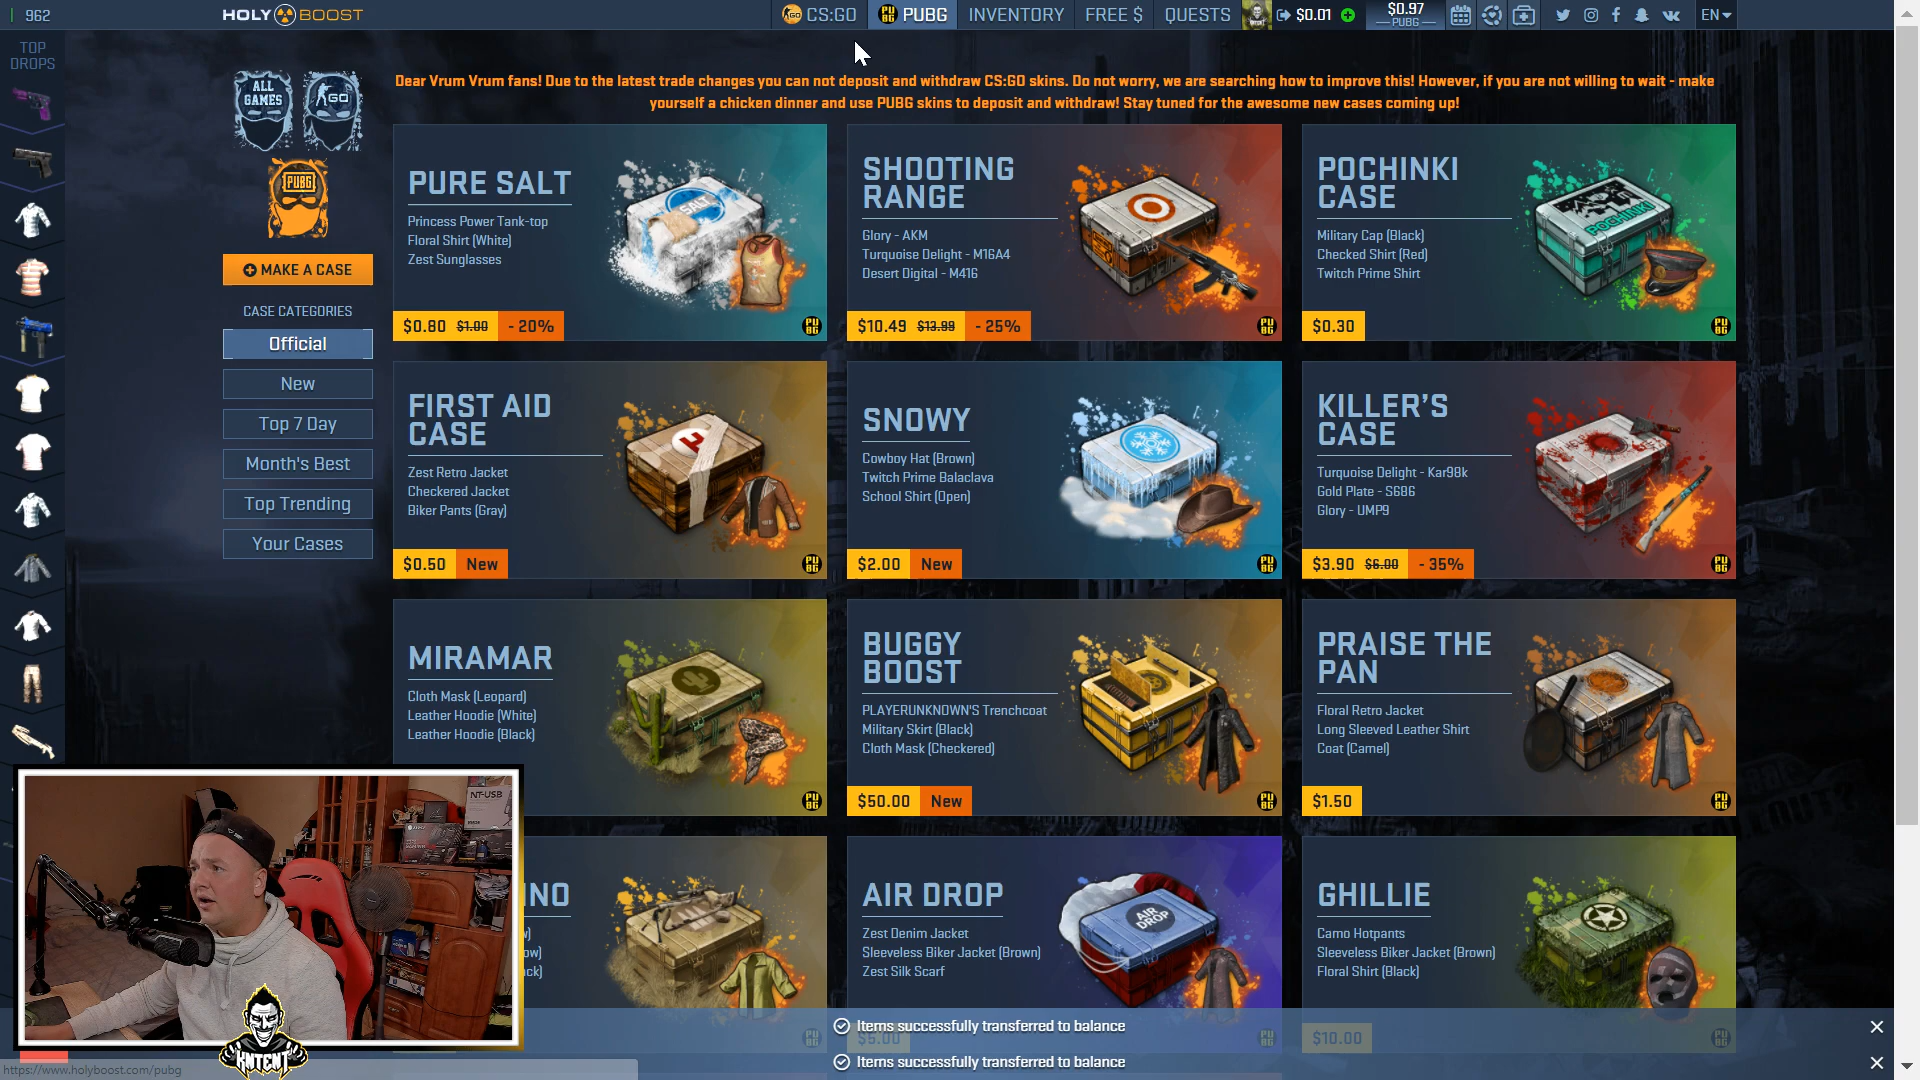 962
HOLY BOOST
CS:GO
PUBG
INVENTORY
FREE $
QUESTS
$0.01
$0.97
PUBG
EN
TOP
DROPS
ALL
GAMES
GO
PUBG
MAKE A CASE
CASE CATEGORIES
Official
New
Top 7 Day
Month's Best
Top Trending
Your Cases
Dear Vrum Vrum fans! Due to the latest trade changes you can not deposit and withdraw CS:GO skins. Do not worry, we are searching how to improve this! However, if you are not willing to wait - make
yourself a chicken dinner and use PUBG skins to deposit and withdraw! Stay tuned for the awesome new cases coming up!
PURE SALT
Princess Power Tank-top
Floral Shirt (White)
Zest Sunglasses
SALT
$0.80 $1.00 - 20%
SHOOTING
RANGE
Glory - AKM
Turquoise Delight - M16A4
Desert Digital - M416
$10.49 $13.99 - 25%
POCHINKI
CASE
Military Cap (Black)
Checked Shirt (Red)
Twitch Prime Shirt
POCHINKI
$0.30
FIRST AID
CASE
Zest Retro Jacket
Checkered Jacket
Biker Pants (Gray)
$0.50 New
SNOWY
Cowboy Hat (Brown)
Twitch Prime Balaclava
School Shirt (Open)
$2.00 New
KILLER'S
CASE
Turquoise Delight - Kar98k
Gold Plate - S686
Glory - UMP9
$3.90 $6.00 - 35%
MIRAMAR
Cloth Mask (Leopard)
Leather Hoodie (White)
Leather Hoodie (Black)
BUGGY
BOOST
PLAYERUNKNOWN'S Trenchcoat
Military Skirt (Black)
Cloth Mask (Checkered)
$50.00 New
PRAISE THE
PAN
Floral Retro Jacket
Long Sleeved Leather Shirt
Coat (Camel)
$1.50
NT-USB
INO
ow)
ck)
AIR DROP
Zest Denim Jacket
Sleeveless Biker Jacket (Brown)
Zest Silk Scarf
AIR
DROP
$5.00
GHILLIE
Camo Hotpants
Sleeveless Biker Jacket (Brown)
Floral Shirt (Black)
$10.00
Items successfully transferred to balance
Items successfully transferred to balance
KNTENT
https://www.holyboost.com/pubg